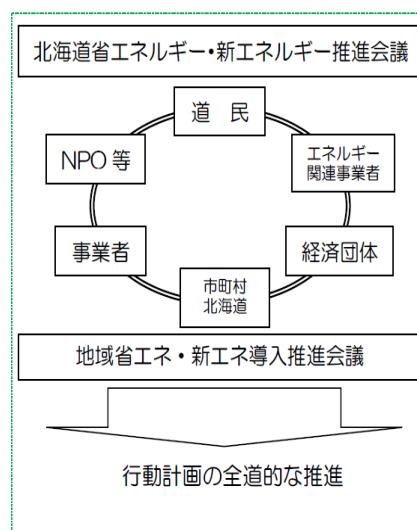 北海道省エネルギー・新エネルギー推進会議
道　民
NPO 等
エネルギー
関連事業者
事業者
経済団体
市町村
北海道
地域省エネ・新エネ導入推進会議
行動計画の全道的な推進